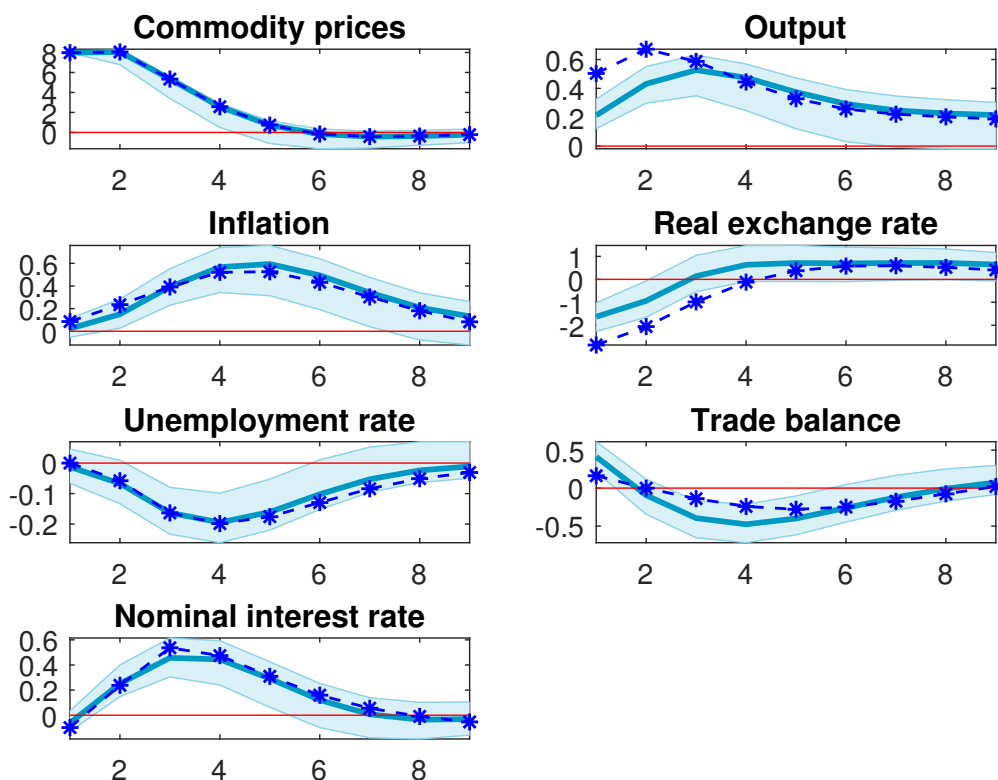 Commodity prices
8
6
4
2
0
2 4 6 8
Output
0.6
0.4
0.2
0
2 4 6 8
Inflation
0.6
0.4
0.2
0
2 4 6 8
Real exchange rate
1
0
-1
-2
2 4 6 8
Unemployment rate
0
-0.1
-0.2
2 4 6 8
Trade balance
0.5
0
-0.5
2 4 6 8
Nominal interest rate
0.6
0.4
0.2
0
2 4 6 8